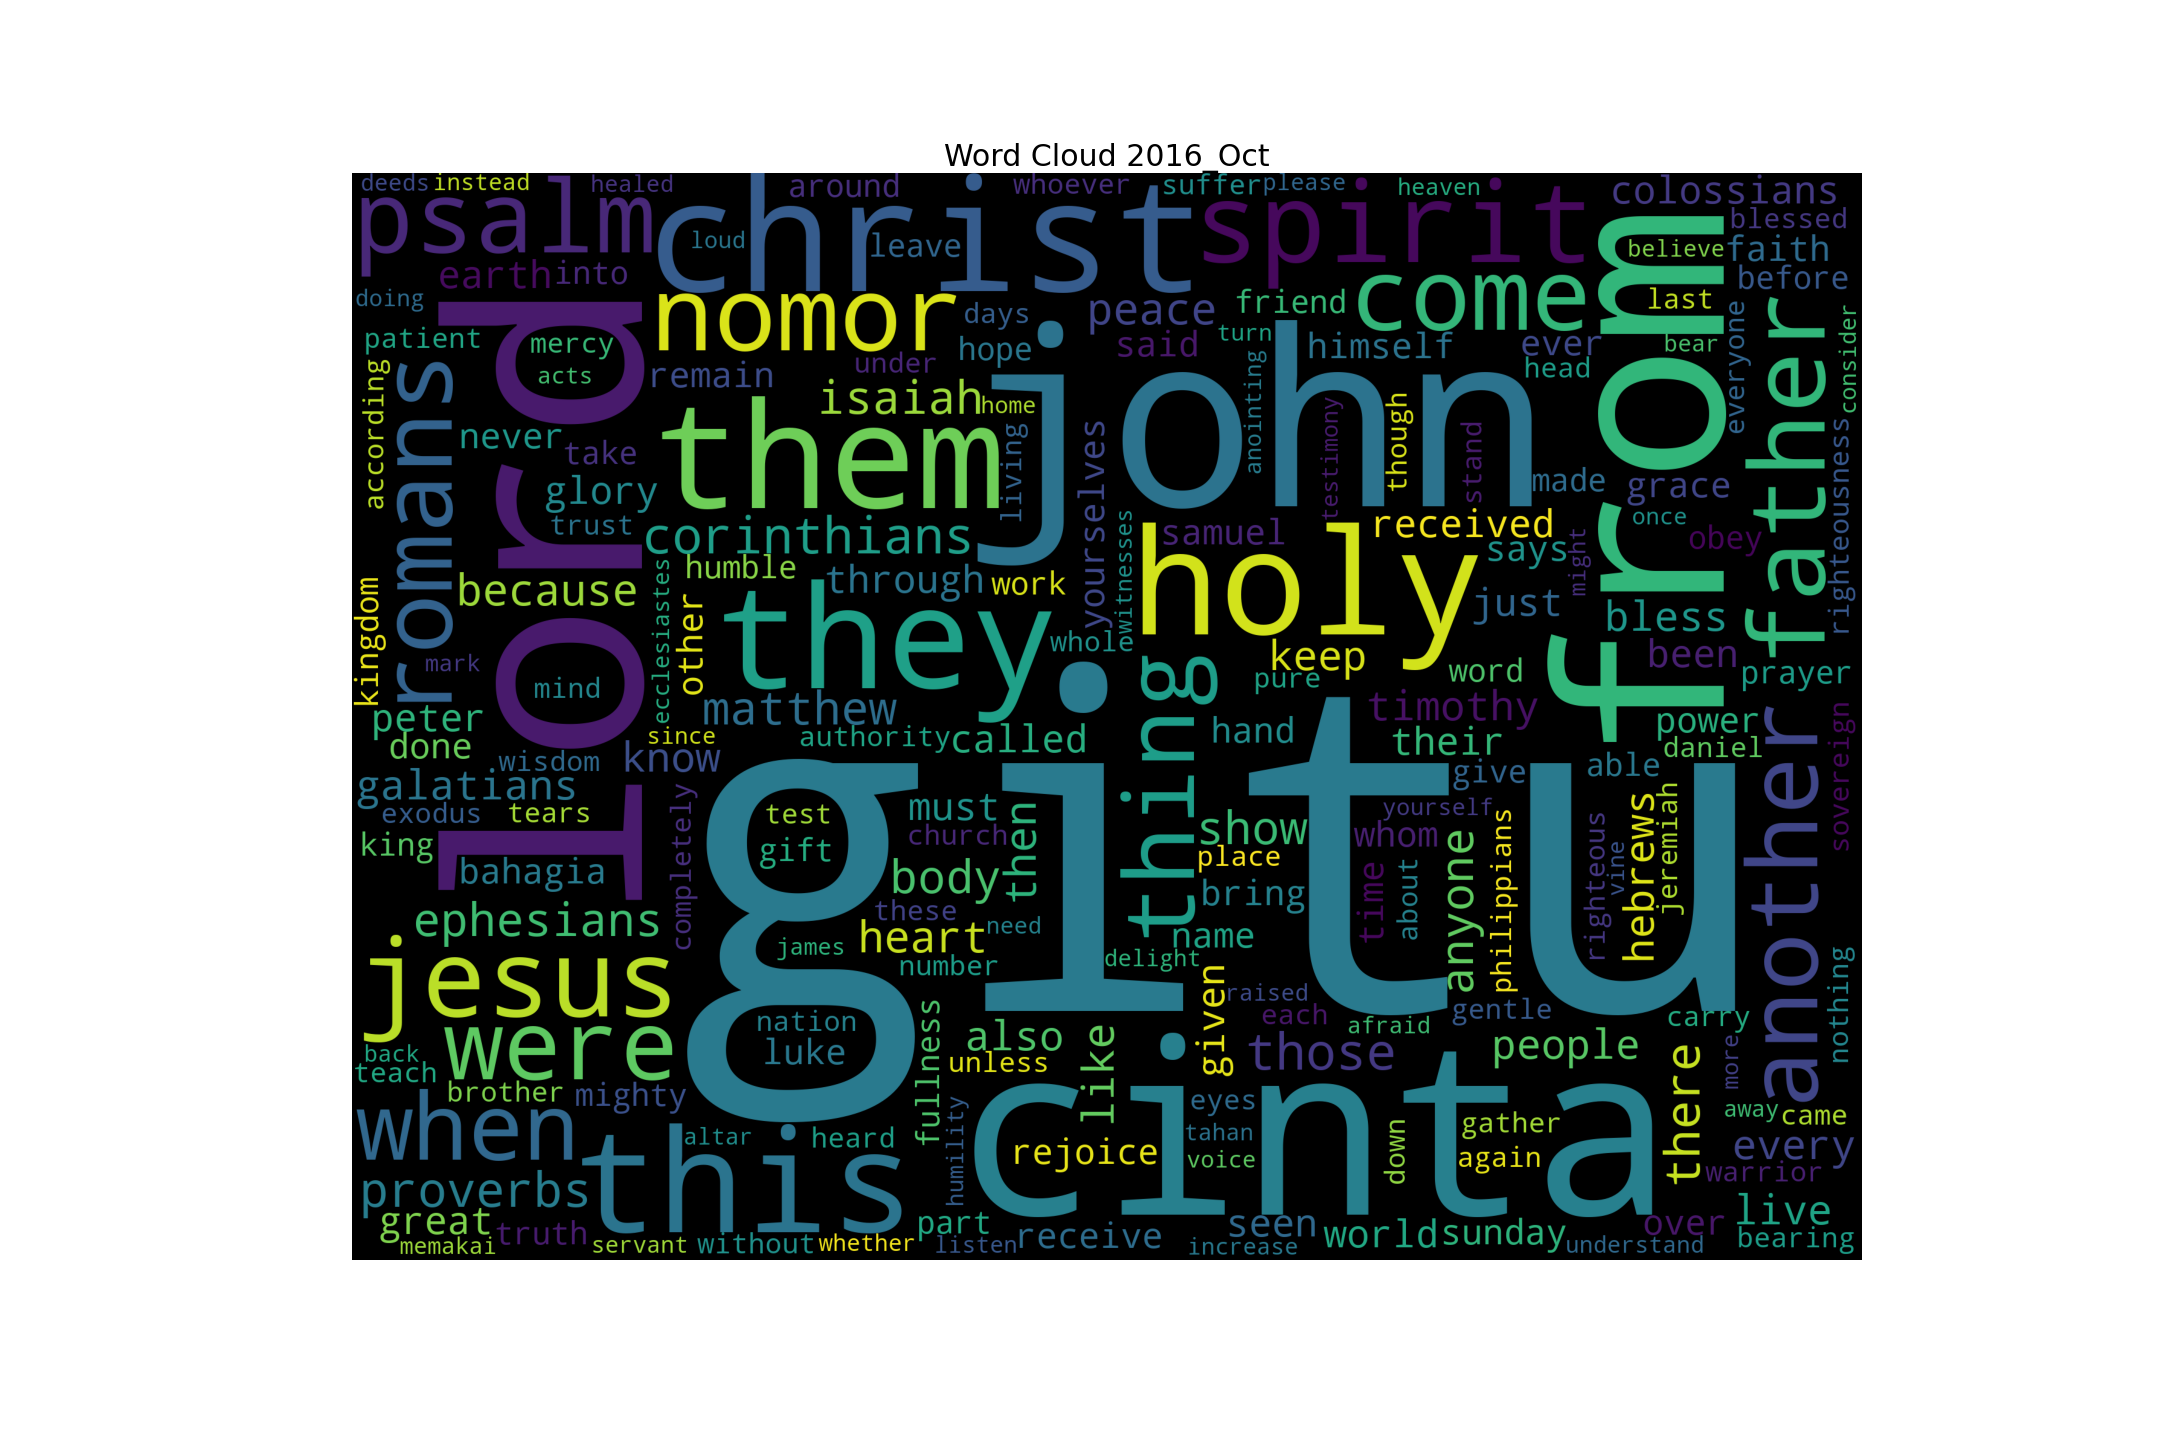 Word Cloud 2016_Oct
deeds instead healed around whoever suffer please heaven colossians
psalm christ spirit blessed
loud leave believe faith
earth into come before
doing nomor days peace friend last
patient mercy hope said turn himself ever bear everyone consider
acts remain under head
according romans lord isaiah home john from father
never take them living yourselves anointing testimony though stand made grace righteousness
glory
trust corinthians samuel received once
witnesses says obey
humble through work holy might
kingdom because ecclesiastes other they just bless
mark whole keep been
mind pure word prayer
peter matthew thing timothy power another sovereign
done since authority called hand their daniel
wisdom know give able
galatians gitu
exodus tears completely test must yourself jeremiah
king church then show whom hebrews
gift place righteous vine
bahagia body bring time about anyone philippians
ephesians these
heart need name
james number delight
jesus fullness given raised gentle nothing
nation each afraid carry
were luke also like those people
back unless more
teach
brother mighty cinta eyes away came
when humility down gather there
this altar heard tahan every
rejoice voice again warrior
proverbs
great part seen live
truth receive world sunday over
memakai servant without whether listen increase understand bearing